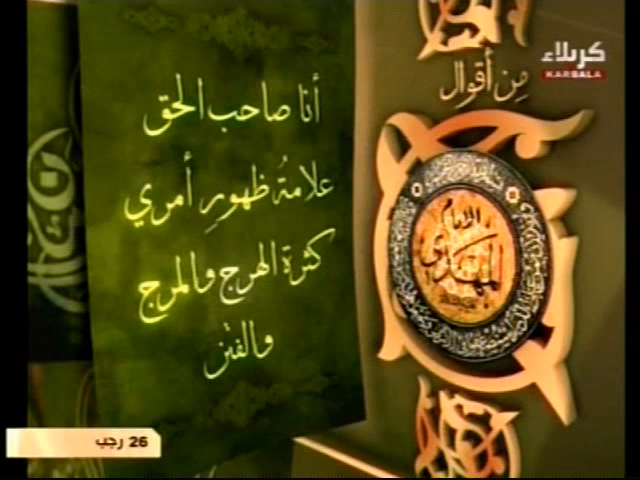 كربلاء
KARBALA
من أقوال
الإمام
المهدي
أنا صاحب الحق
علامةُ ظهورِ أمري
كثرة الهرج والمرج
والفتن
26 رجب